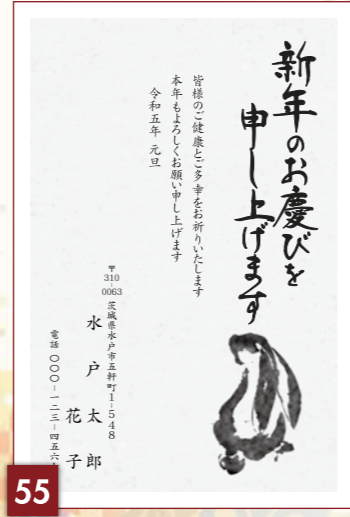 新年のお慶びを
申し上げます
皆様のご健康とご多幸をお祈りいたします
本年もよろしくお願い申し上げます
令和五年 元旦
〒310-0063
茨城県水戸市五軒町1-548
水戸太郎
花子
電話 〇〇〇-一二三-四五六
55